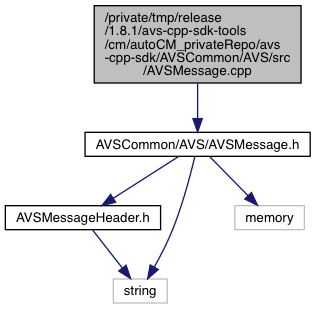 /private/tmp/release
/1.8.1/avs-cpp-sdk-tools
/cm/autoCM_privateRepo/avs
-cpp-sdk/AVSCommon/AVS/src
/AVSMessage.cpp
AVSCommon/AVS/AVSMessage.h
AVSMessageHeader.h
memory
string